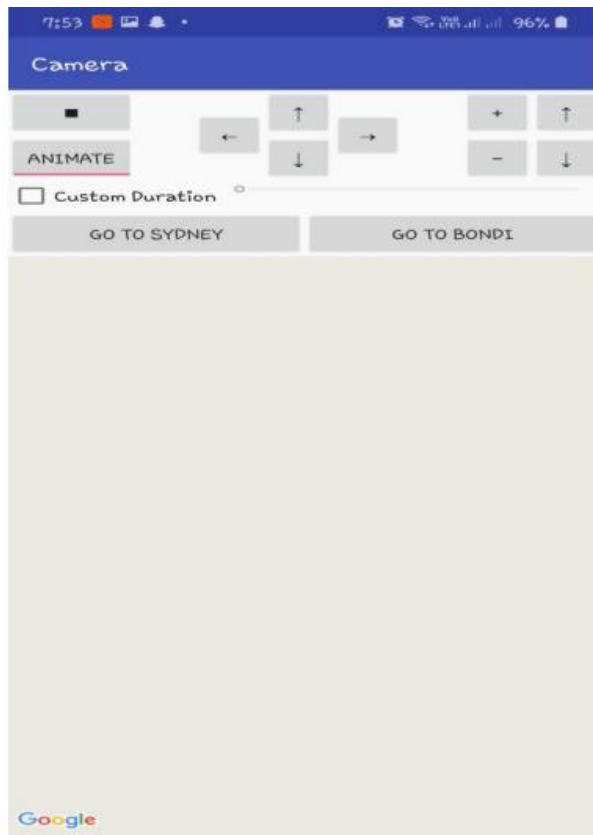 7:53 96%
Camera
■ ← ↑ → + ↑
ANIMATE ↓ − ↓
Custom Duration
GO TO SYDNEY GO TO BONDI
Google